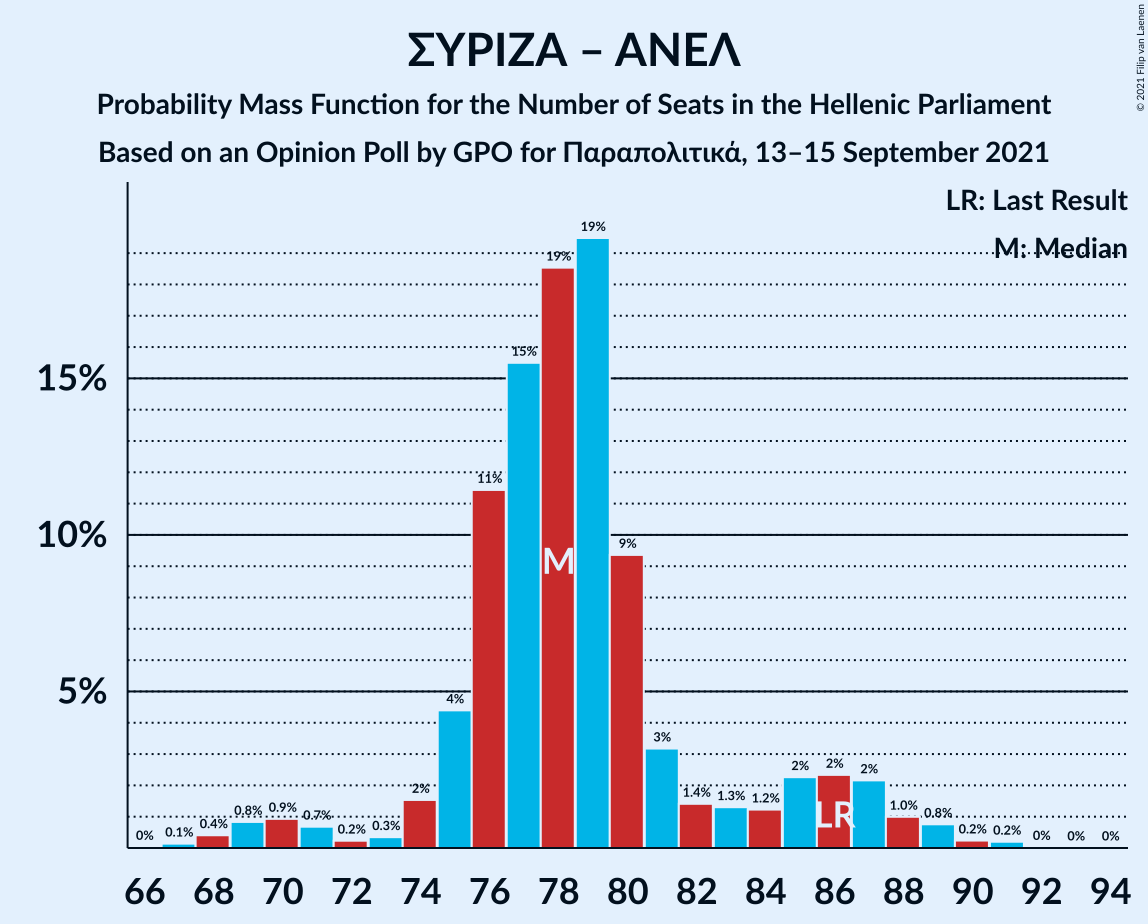 ΣΥΡΙΖΑ – ΑΝΕΛ
Probability Mass Function for the Number of Seats in the Hellenic Parliament
Based on an Opinion Poll by GPO for Παραπολιτικά, 13–15 September 2021
© 2021 Filip van Laenen
LR: Last Result
M: Median
15%
10%
5%
0% 0.1% 0.4% 0.8% 0.9% 0.7% 0.2% 0.3% 2% 4% 11% 15% 19% 19% 9% 3% 1.4% 1.3% 1.2% 2% 2% 2% 1.0% 0.8% 0.2% 0.2% 0% 0% 0%
M
LR
66 68 70 72 74 76 78 80 82 84 86 88 90 92 94